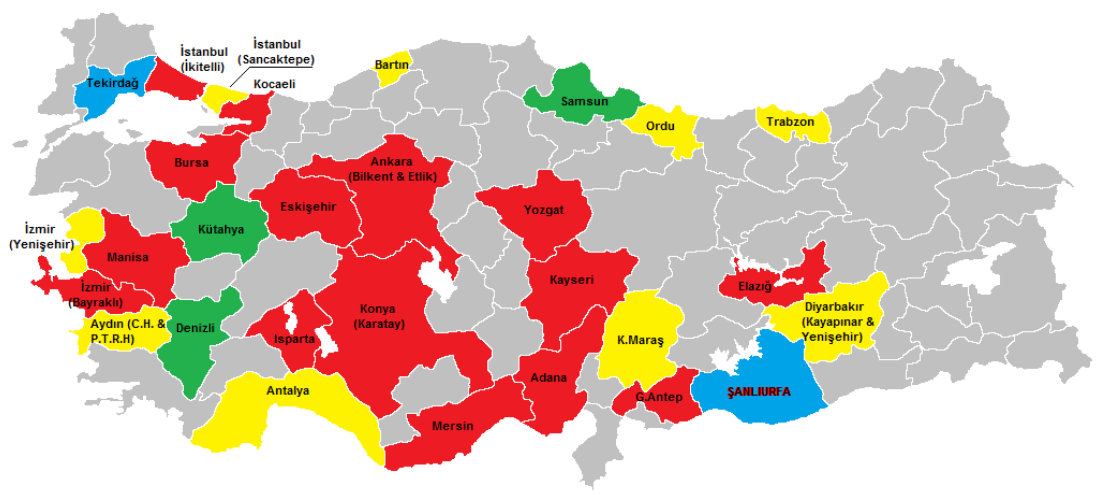 İstanbul
(İkitelli)
İstanbul
(Sancaktepe)
Kocaeli
Tekirdağ
Bartın
Samsun
Ordu
Trabzon
Bursa
Ankara
(Bilkent & Etlik)
Eskişehir
Yozgat
Kütahya
İzmir
(Yenişehir)
Manisa
Kayseri
Elazığ
İzmir
(Bayraklı)
Konya
(Karatay)
Diyarbakır
(Kayapınar &
Yenişehir)
Aydın (C.H. &
P.T.R.H)
Denizli
Isparta
K.Maraş
Adana
Antalya
G.Antep
ŞANLIURFA
Mersin